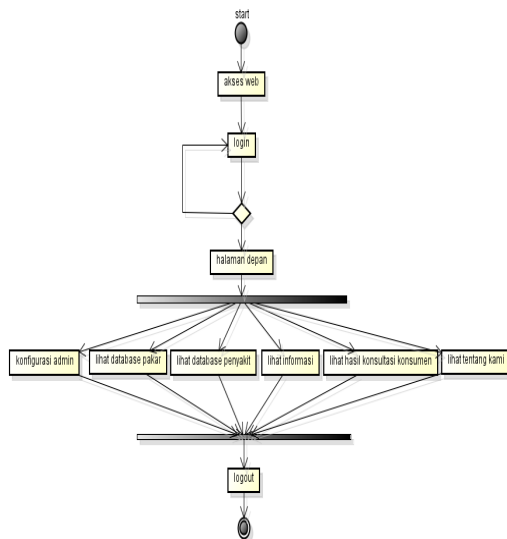 start
akses web
login
halaman depan
konfigurasi admin
lihat database pakar
lihat database penyakit
lihat informasi
lihat hasil konsultasi konsumen
lihat tentang kami
logout